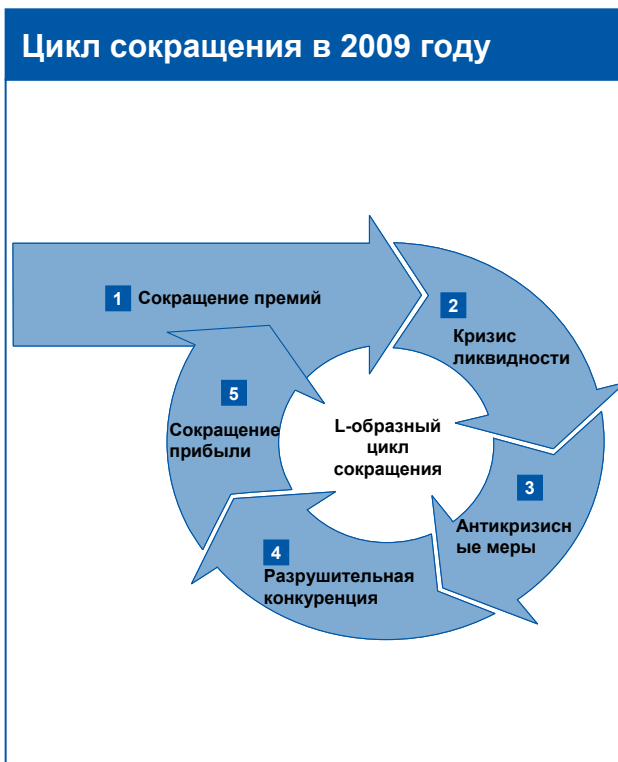 Цикл сокращения в 2009 году
1 Сокращение премий
2
Кризис
ликвидности
3
Антикризисн
ые меры
4
Разрушительная
конкуренция
5
Сокращение
прибыли
L-образный
цикл
сокращения